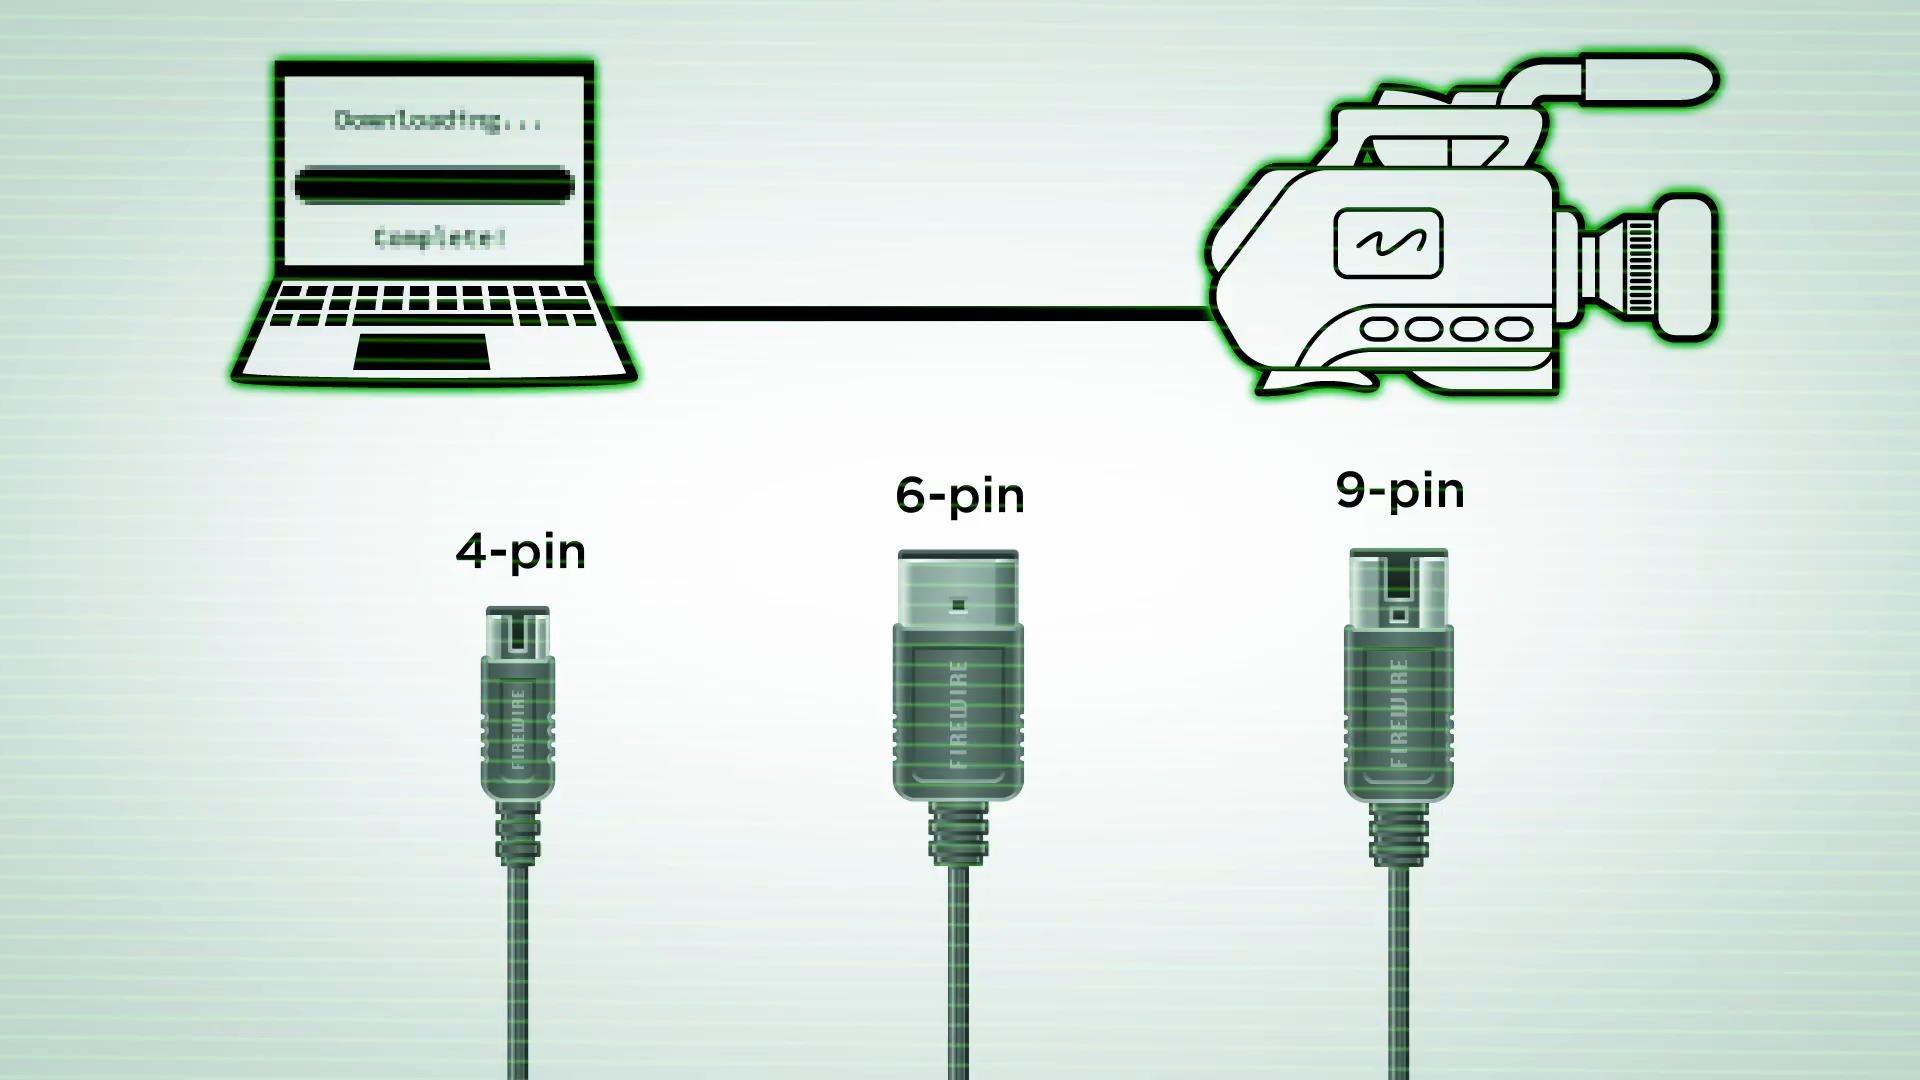 Downloading...
Complete!
4-pin
6-pin
9-pin
FIREWIRE
FIREWIRE
FIREWIRE